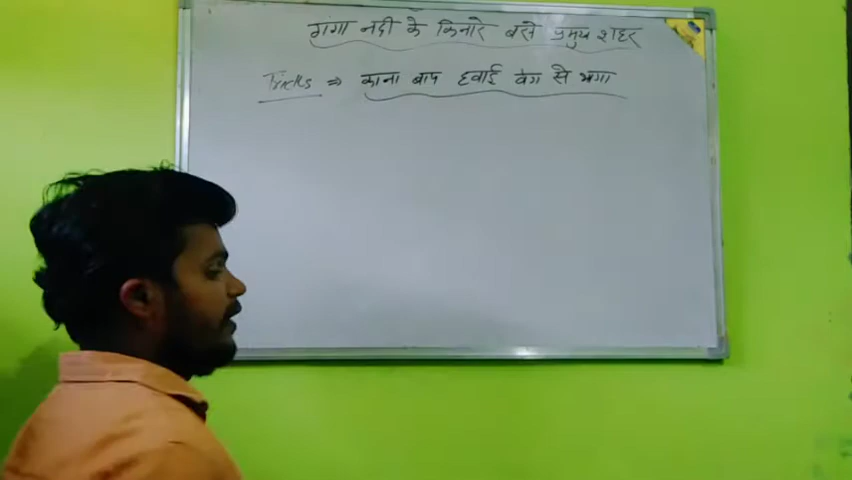 गंगा नदी के किनारे बसे प्रमुख शहर
Tricks ⇒ काना बाप हवाई वेग से भगा